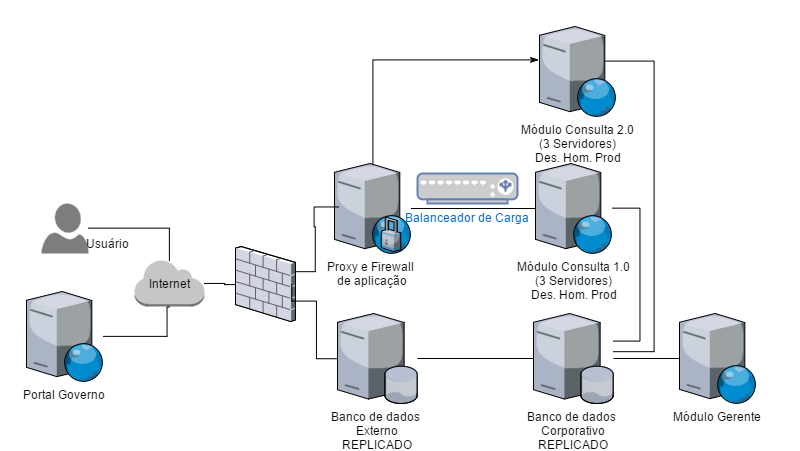 Módulo Consulta 2.0
(3 Servidores)
Des. Hom. Prod
Balanceador de Carga
Usuário
Internet
Proxy e Firewall
de aplicação
Módulo Consulta 1.0
(3 Servidores)
Des. Hom. Prod
Portal Governo
Banco de dados
Externo
REPLICADO
Banco de dados
Corporativo
REPLICADO
Módulo Gerente